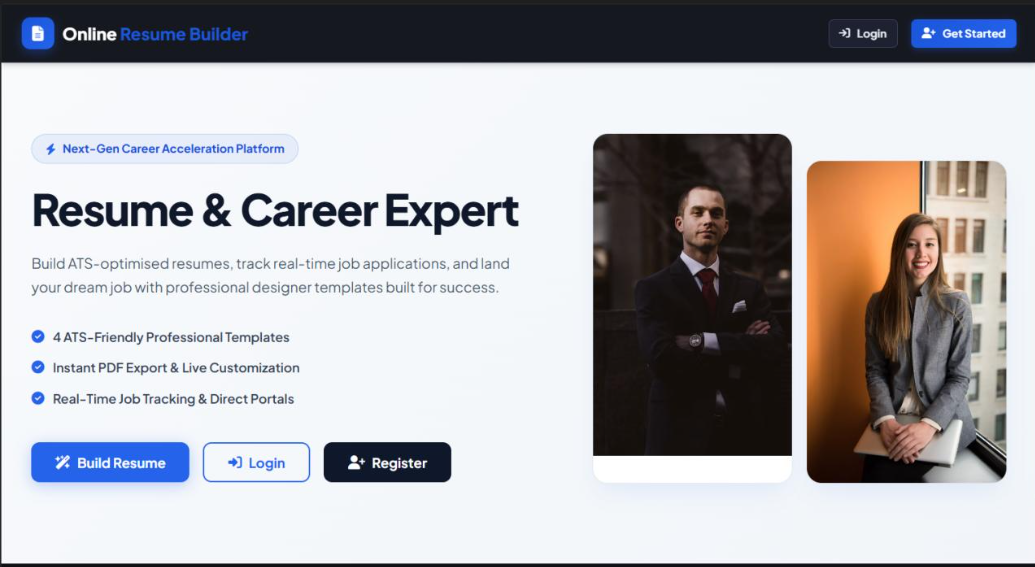 Online Resume Builder
Login
Get Started
Next-Gen Career Acceleration Platform
Resume & Career Expert
Build ATS-optimised resumes, track real-time job applications, and land
your dream job with professional designer templates built for success.
4 ATS-Friendly Professional Templates
Instant PDF Export & Live Customization
Real-Time Job Tracking & Direct Portals
Build Resume
Login
Register